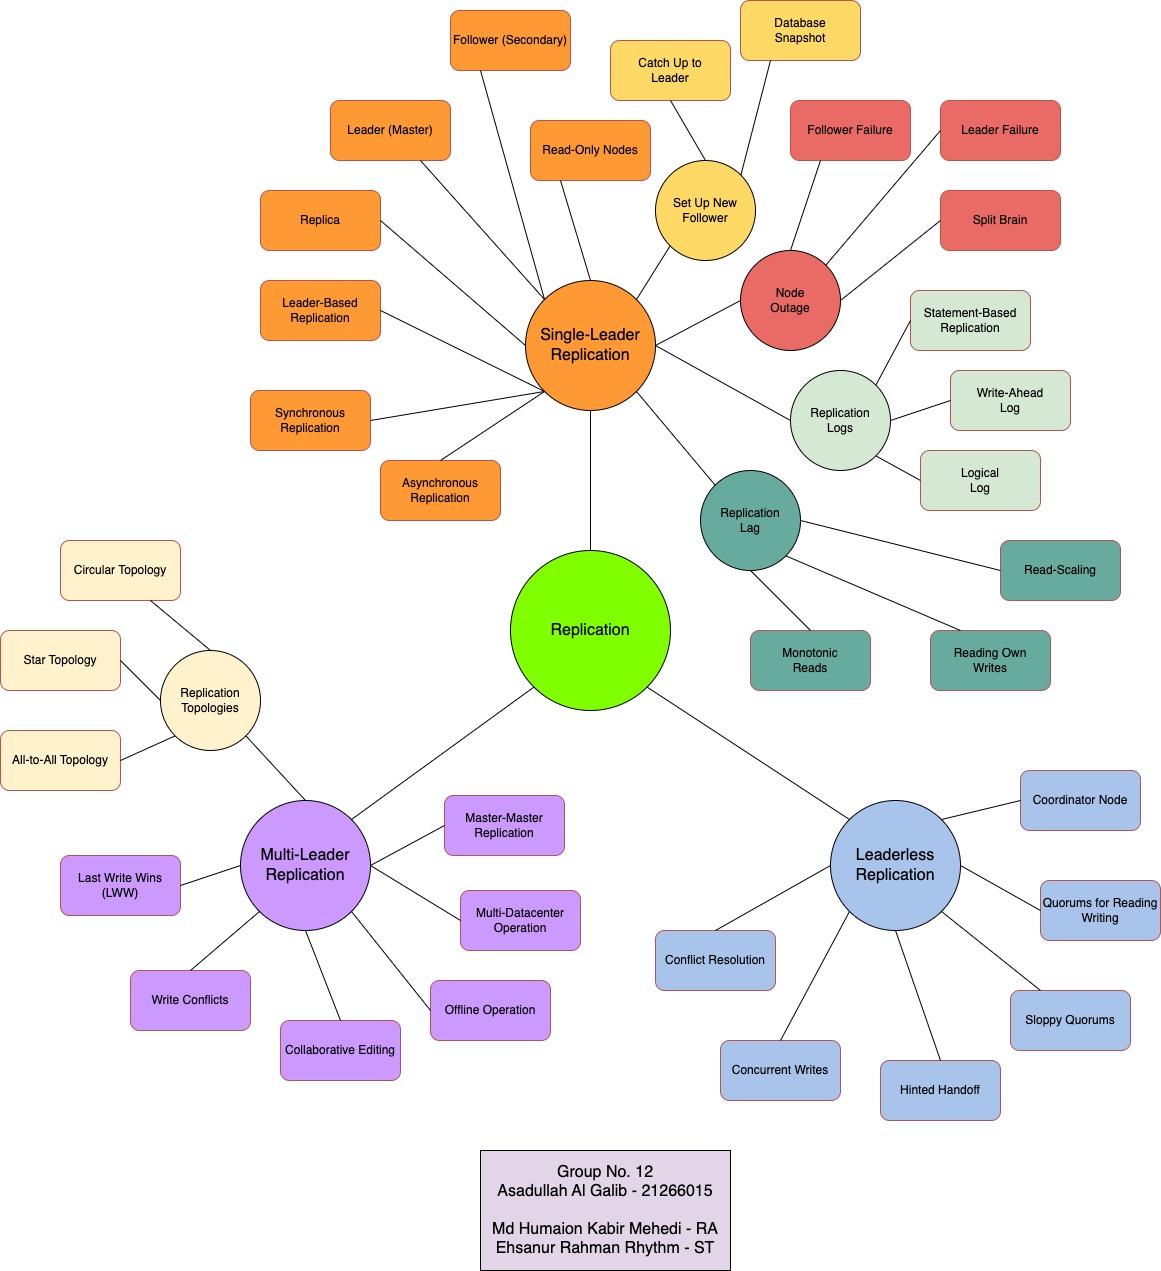 Follower (Secondary)
Database
Snapshot
Catch Up to
Leader
Leader (Master)
Read-Only Nodes
Follower Failure
Leader Failure
Replica
Set Up New
Follower
Split Brain
Leader-Based
Replication
Node
Outage
Statement-Based
Replication
Single-Leader
Replication
Synchronous
Replication
Replication
Logs
Write-Ahead
Log
Asynchronous
Replication
Logical
Log
Replication
Lag
Circular Topology
Read-Scaling
Replication
Star Topology
Monotonic
Reads
Reading Own
Writes
Replication
Topologies
All-to-All Topology
Coordinator Node
Master-Master
Replication
Multi-Leader
Replication
Leaderless
Replication
Last Write Wins
(LWW)
Multi-Datacenter
Operation
Quorums for Reading
Writing
Conflict Resolution
Write Conflicts
Offline Operation
Sloppy Quorums
Collaborative Editing
Concurrent Writes
Hinted Handoff
Group No. 12
Asadullah Al Galib - 21266015
Md Humaion Kabir Mehedi - RA
Ehsanur Rahman Rhythm - ST